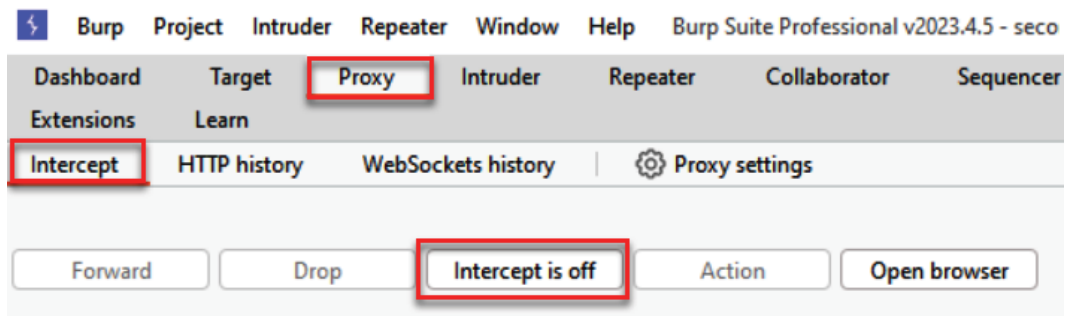 Burp Project Intruder Repeater Window Help Burp Suite Professional v2023.4.5 - seco
Dashboard Target Proxy Intruder Repeater Collaborator Sequencer
Extensions Learn
Intercept HTTP history WebSockets history Proxy settings
Forward Drop Intercept is off Action Open browser